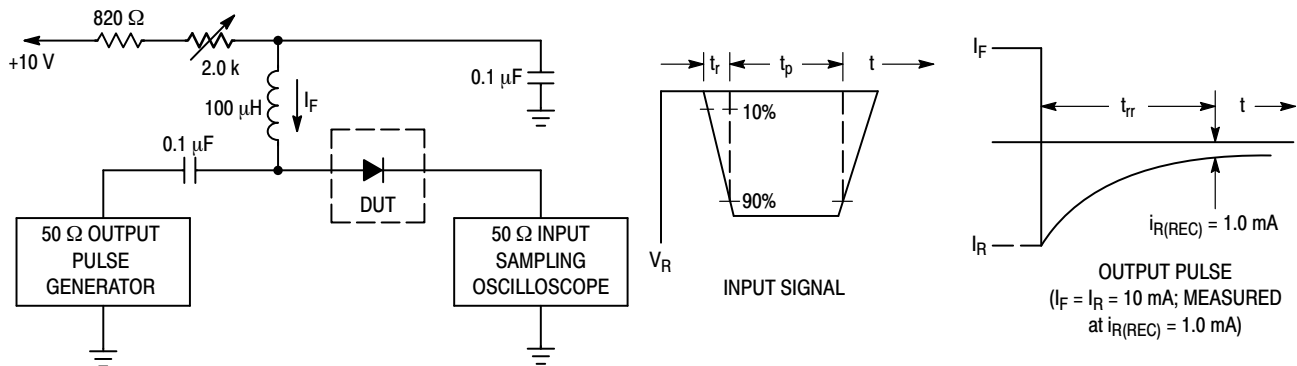 820 Ω
+10 V
2.0 k
100 μH
I_F
0.1 μF
0.1 μF
DUT
50 Ω OUTPUT
PULSE
GENERATOR
50 Ω INPUT
SAMPLING
OSCILLOSCOPE
t_r
t_p
t
10%
90%
V_R
INPUT SIGNAL
I_F
t_rr
t
I_R
i_R(REC) = 1.0 mA
OUTPUT PULSE
(I_F = I_R = 10 mA; MEASURED
at i_R(REC) = 1.0 mA)